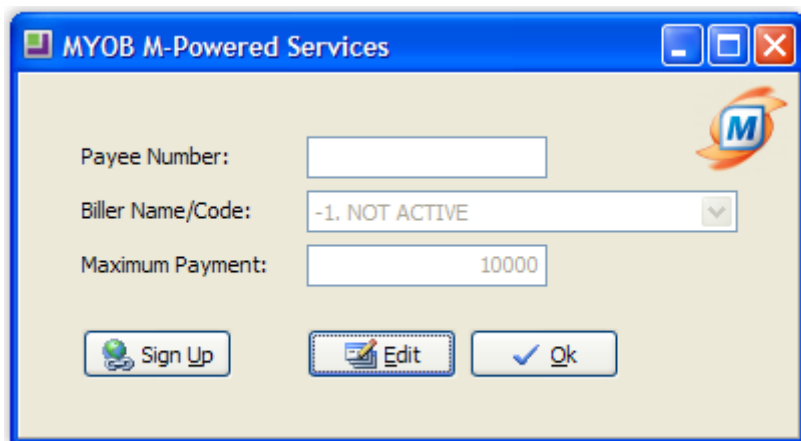 MYOB M-Powered Services
M
Payee Number:
Biller Name/Code: -1. NOT ACTIVE
Maximum Payment: 10000
Sign Up Edit Ok